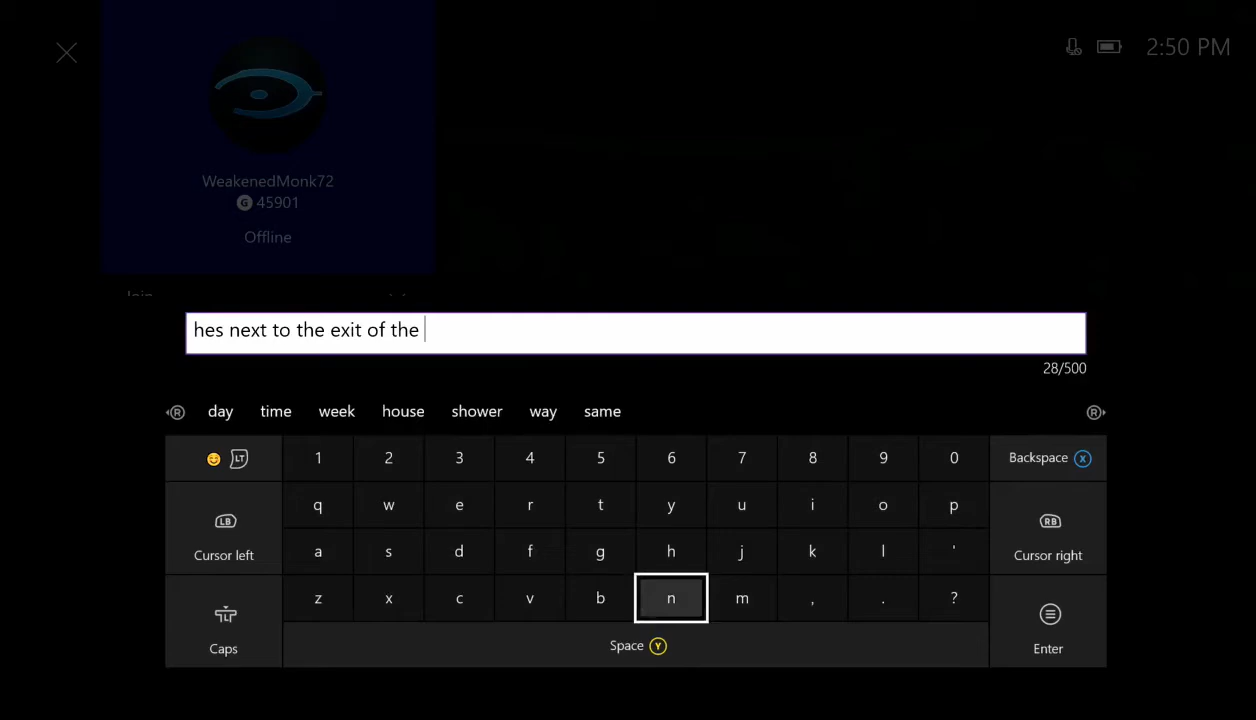 2:50 PM
WeakenedMonk72
G 45901
Offline
hes next to the exit of the
28/500
R day time week house shower way same R
LT 1 2 3 4 5 6 7 8 9 0 Backspace X
q w e r t y u i o p
LB Cursor left
a s d f g h j k l '
RB Cursor right
z x c v b n m , . ?
LT Caps
Space Y
Enter